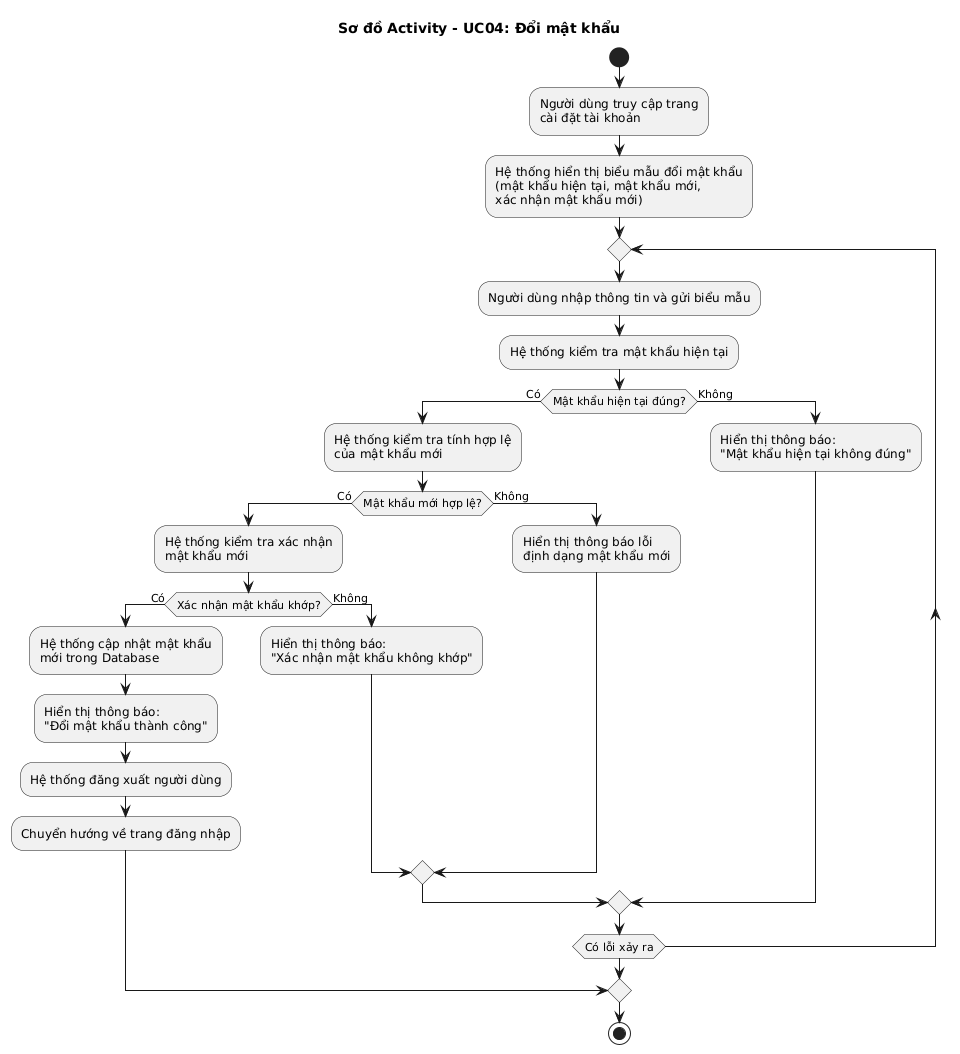 Sơ đồ Activity - UC04: Đổi mật khẩu
Người dùng truy cập trang
cài đặt tài khoản
Hệ thống hiển thị biểu mẫu đổi mật khẩu
(mật khẩu hiện tại, mật khẩu mới,
xác nhận mật khẩu mới)
Người dùng nhập thông tin và gửi biểu mẫu
Hệ thống kiểm tra mật khẩu hiện tại
Có
Mật khẩu hiện tại đúng?
Không
Hệ thống kiểm tra tính hợp lệ
của mật khẩu mới
Hiển thị thông báo:
"Mật khẩu hiện tại không đúng"
Có
Mật khẩu mới hợp lệ?
Không
Hệ thống kiểm tra xác nhận
mật khẩu mới
Hiển thị thông báo lỗi
định dạng mật khẩu mới
Có
Xác nhận mật khẩu khớp?
Không
Hệ thống cập nhật mật khẩu
mới trong Database
Hiển thị thông báo:
"Xác nhận mật khẩu không khớp"
Hiển thị thông báo:
"Đổi mật khẩu thành công"
Hệ thống đăng xuất người dùng
Chuyển hướng về trang đăng nhập
Có lỗi xảy ra